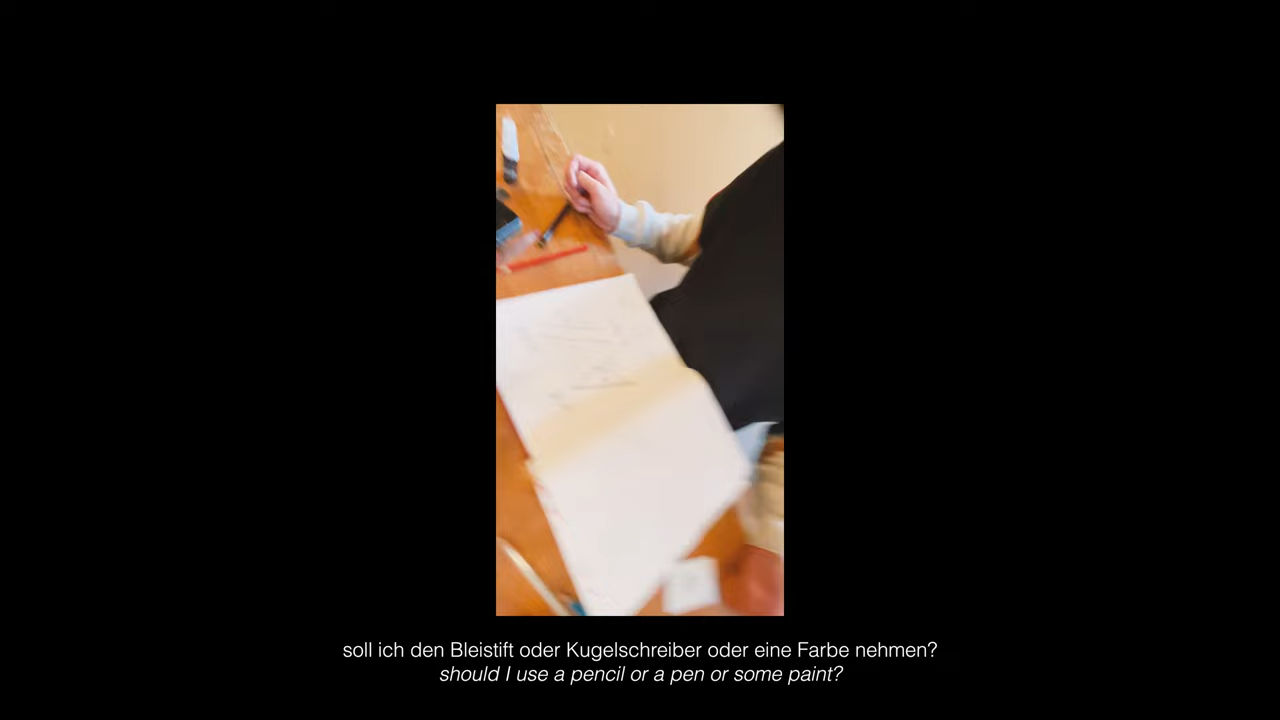 soll ich den Bleistift oder Kugelschreiber oder eine Farbe nehmen?
should I use a pencil or a pen or some paint?